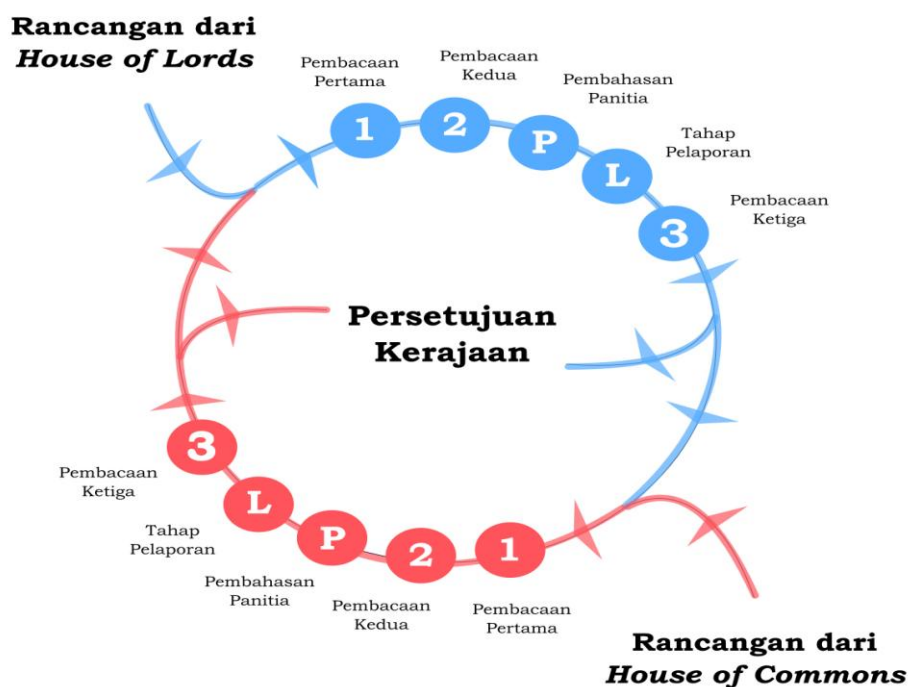 Rancangan dari
House of Lords
Pembacaan
Pertama
Pembacaan
Kedua
Pembahasan
Panitia
Tahap
Pelaporan
Pembacaan
Ketiga
1
2
P
L
3
Persetujuan
Kerajaan
3
L
P
2
1
Pembacaan
Ketiga
Tahap
Pelaporan
Pembahasan
Panitia
Pembacaan
Kedua
Pembacaan
Pertama
Rancangan dari
House of Commons